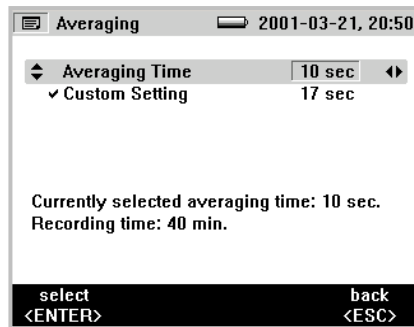 Averaging 2001-03-21, 20:50
Averaging Time 10 sec
Custom Setting 17 sec
Currently selected averaging time: 10 sec.
Recording time: 40 min.
select back
<ENTER> <ESC>